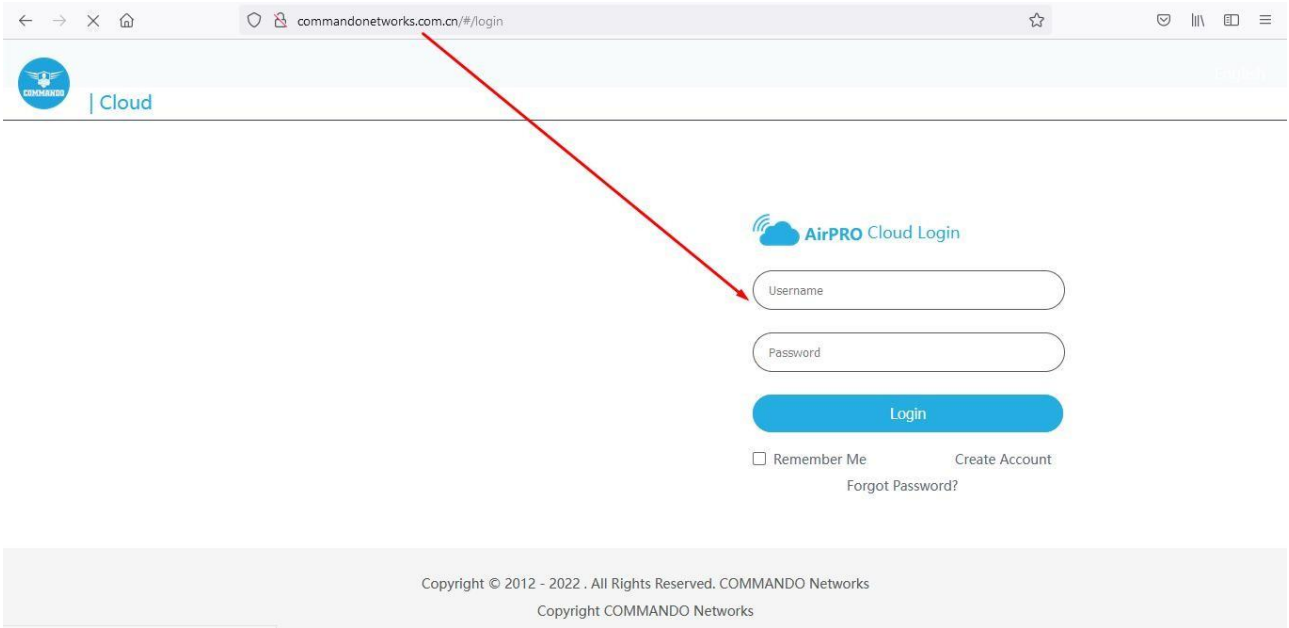 commandonetworks.com.cn/#/login
COMMANDO
| Cloud
AirPRO Cloud Login
Username
Password
Login
Remember Me
Create Account
Forgot Password?
Copyright © 2012 - 2022 . All Rights Reserved. COMMANDO Networks
Copyright COMMANDO Networks